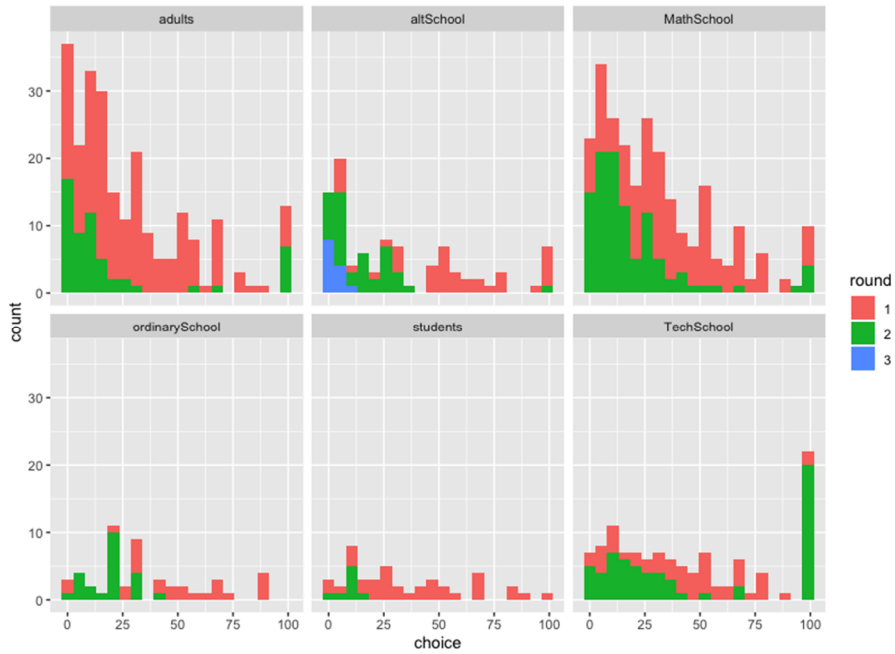 adults altSchool MathSchool
30
20
10
0
count
ordinarySchool students TechSchool
30
20
10
0
0 25 50 75 100 0 25 50 75 100 0 25 50 75 100
choice
round
1
2
3